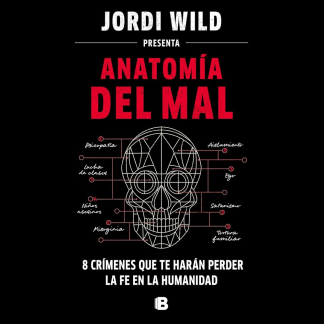 JORDI WILD
PRESENTA
ANATOMÍA
DEL MAL
Psicopatía
Aislamiento
Lucha
de clases
Ego
Niños
asesinos
Satanismo
Misoginia
Tortura
familiar
8 CRÍMENES QUE TE HARÁN PERDER
LA FE EN LA HUMANIDAD
B